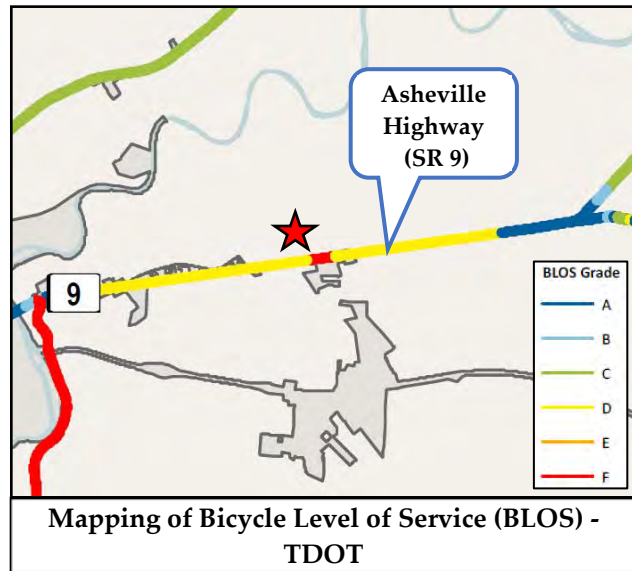 Asheville
Highway
(SR 9)
9
BLOS Grade
A
B
C
D
E
F
Mapping of Bicycle Level of Service (BLOS) -
TDOT